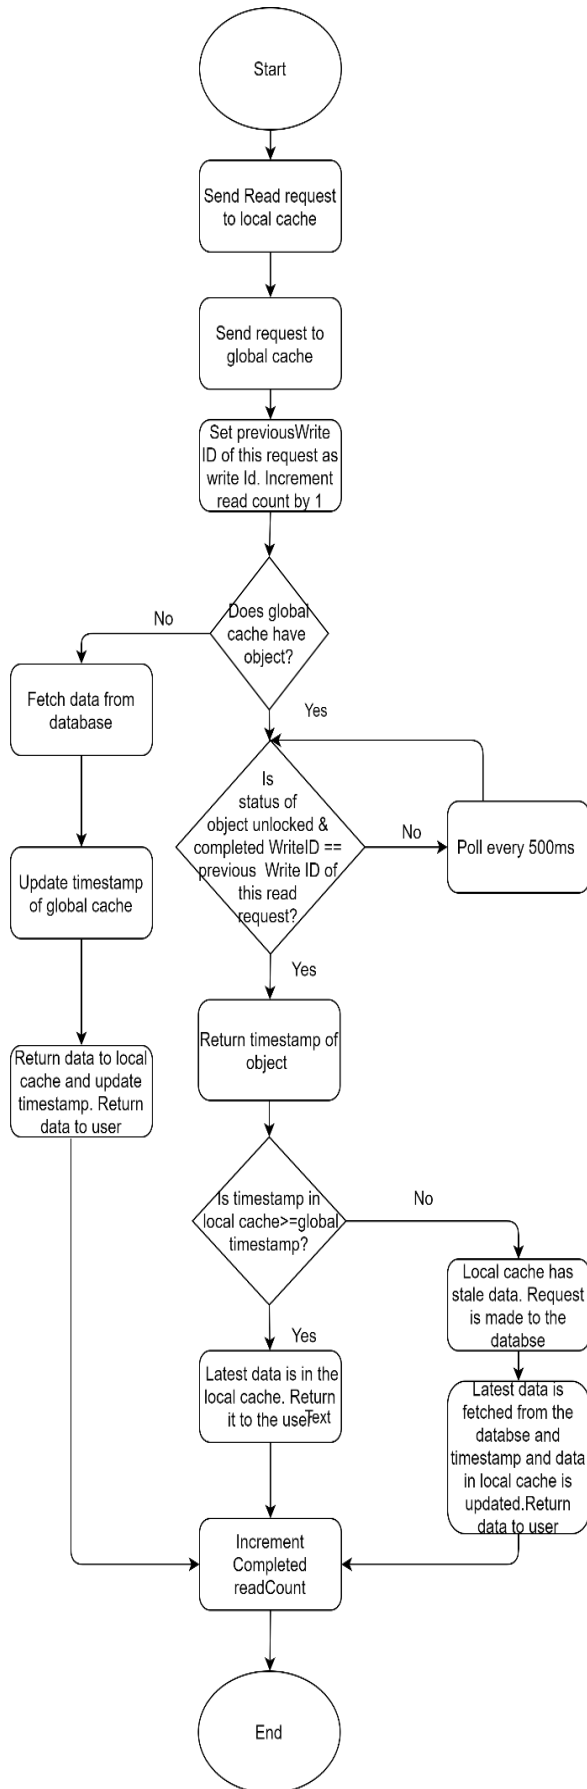 Start
Send Read request
to local cache
Send request to
global cache
Set previousWrite
ID of this request as
write Id. Increment
read count by 1
Does global
cache have
object?
No
Fetch data from
database
Yes
Is
status of
object unlocked &
completed WriteID ==
previous Write ID of
this read
request?
No
Poll every 500ms
Update timestamp
of global cache
Yes
Return timestamp of
object
Return data to local
cache and update
timestamp. Return
data to user
Is timestamp in
local cache>=global
timestamp?
No
Local cache has
stale data. Request
is made to the
databse
Yes
Latest data is in the
local cache. Return
it to the user
Text
Latest data is
fetched from the
databse and
timestamp and data
in local cache is
updated.Return
data to user
Increment
Completed
readCount
End